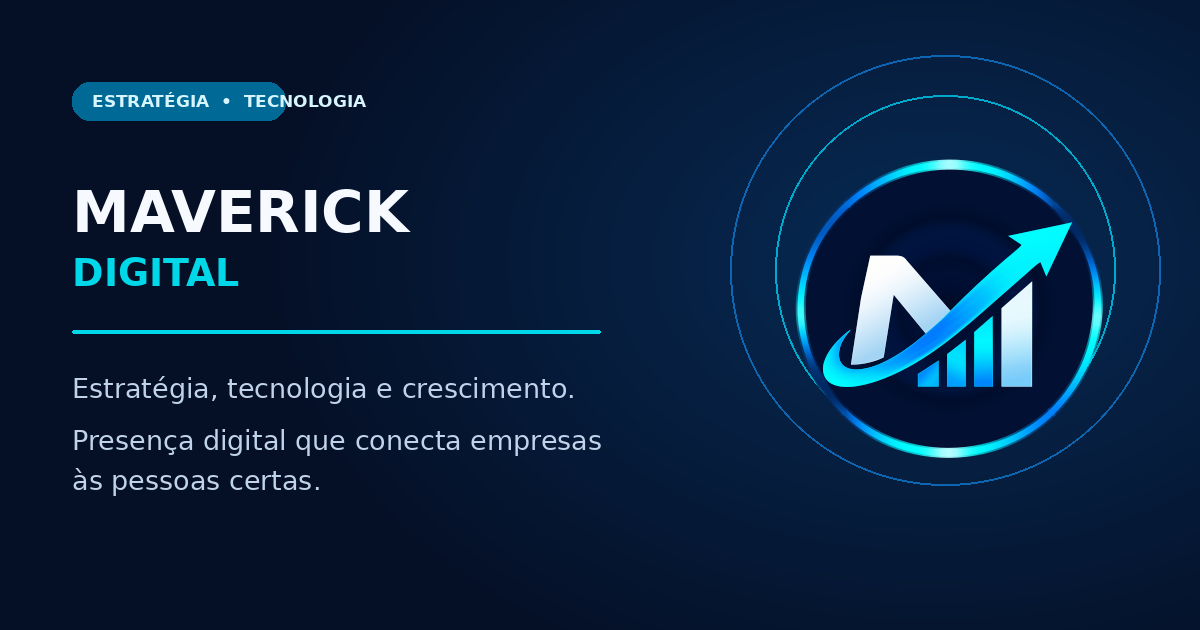 ESTRATÉGIA • TECNOLOGIA
MAVERICK
DIGITAL
Estratégia, tecnologia e crescimento.
Presença digital que conecta empresas
às pessoas certas.